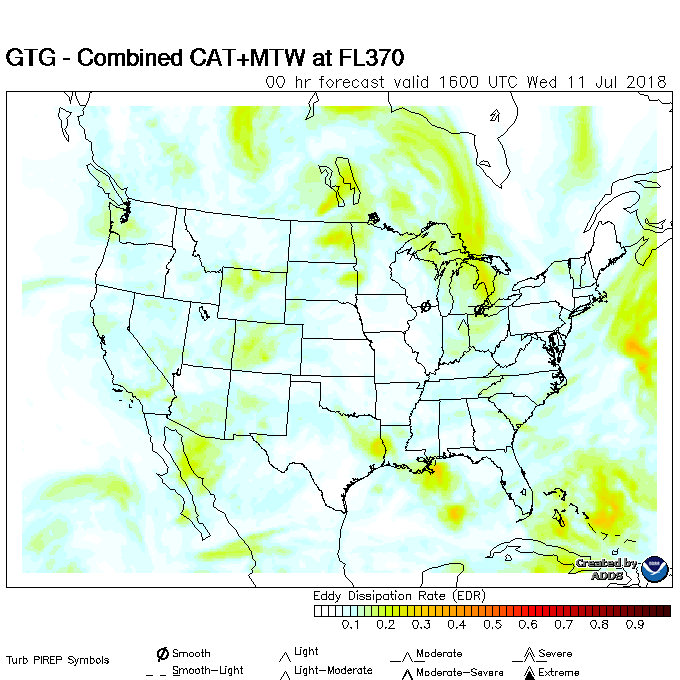 GTG - Combined CAT+MTW at FL370
00 hr forecast valid 1600 UTC Wed 11 Jul 2018
Created by
ADDS
Eddy Dissipation Rate (EDR)
0.1 0.2 0.3 0.4 0.5 0.6 0.7 0.8 0.9
Turb PIREP Symbols
Smooth
Light
Moderate
Severe
Smooth-Light
Light-Moderate
Moderate-Severe
Extreme